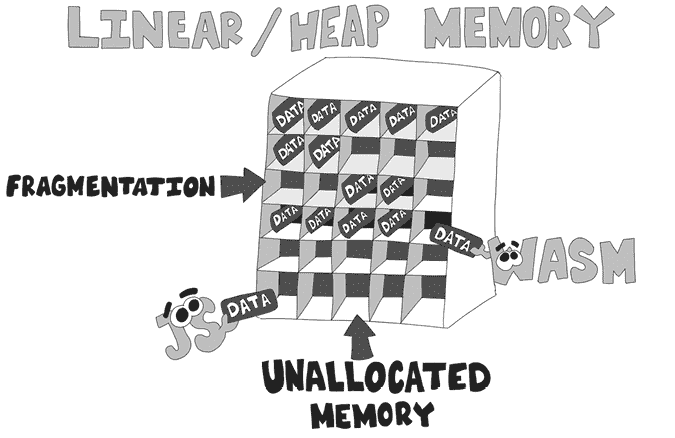 LINEAR/HEAP MEMORY
DATA DATA DATA DATA DATA
DATA DATA
FRAGMENTATION
DATA DATA
DATA DATA DATA DATA
DATA WASM
JS DATA
UNALLOCATED
MEMORY